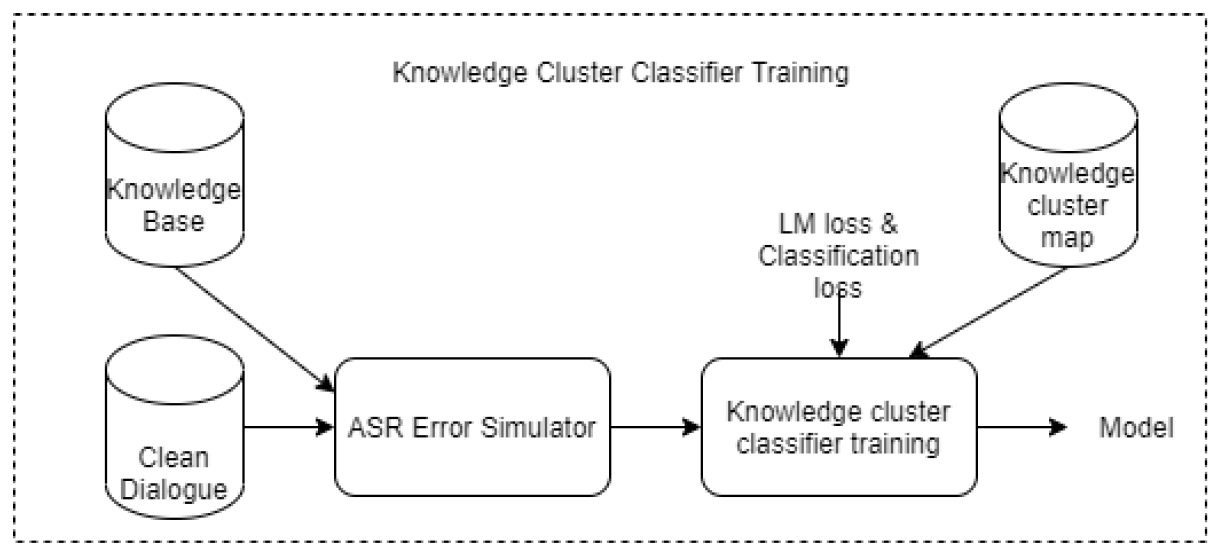 Knowledge Cluster Classifier Training
Knowledge
Base
Knowledge
cluster
map
LM loss &
Classification
loss
Clean
Dialogue
ASR Error Simulator
Knowledge cluster
classifier training
Model